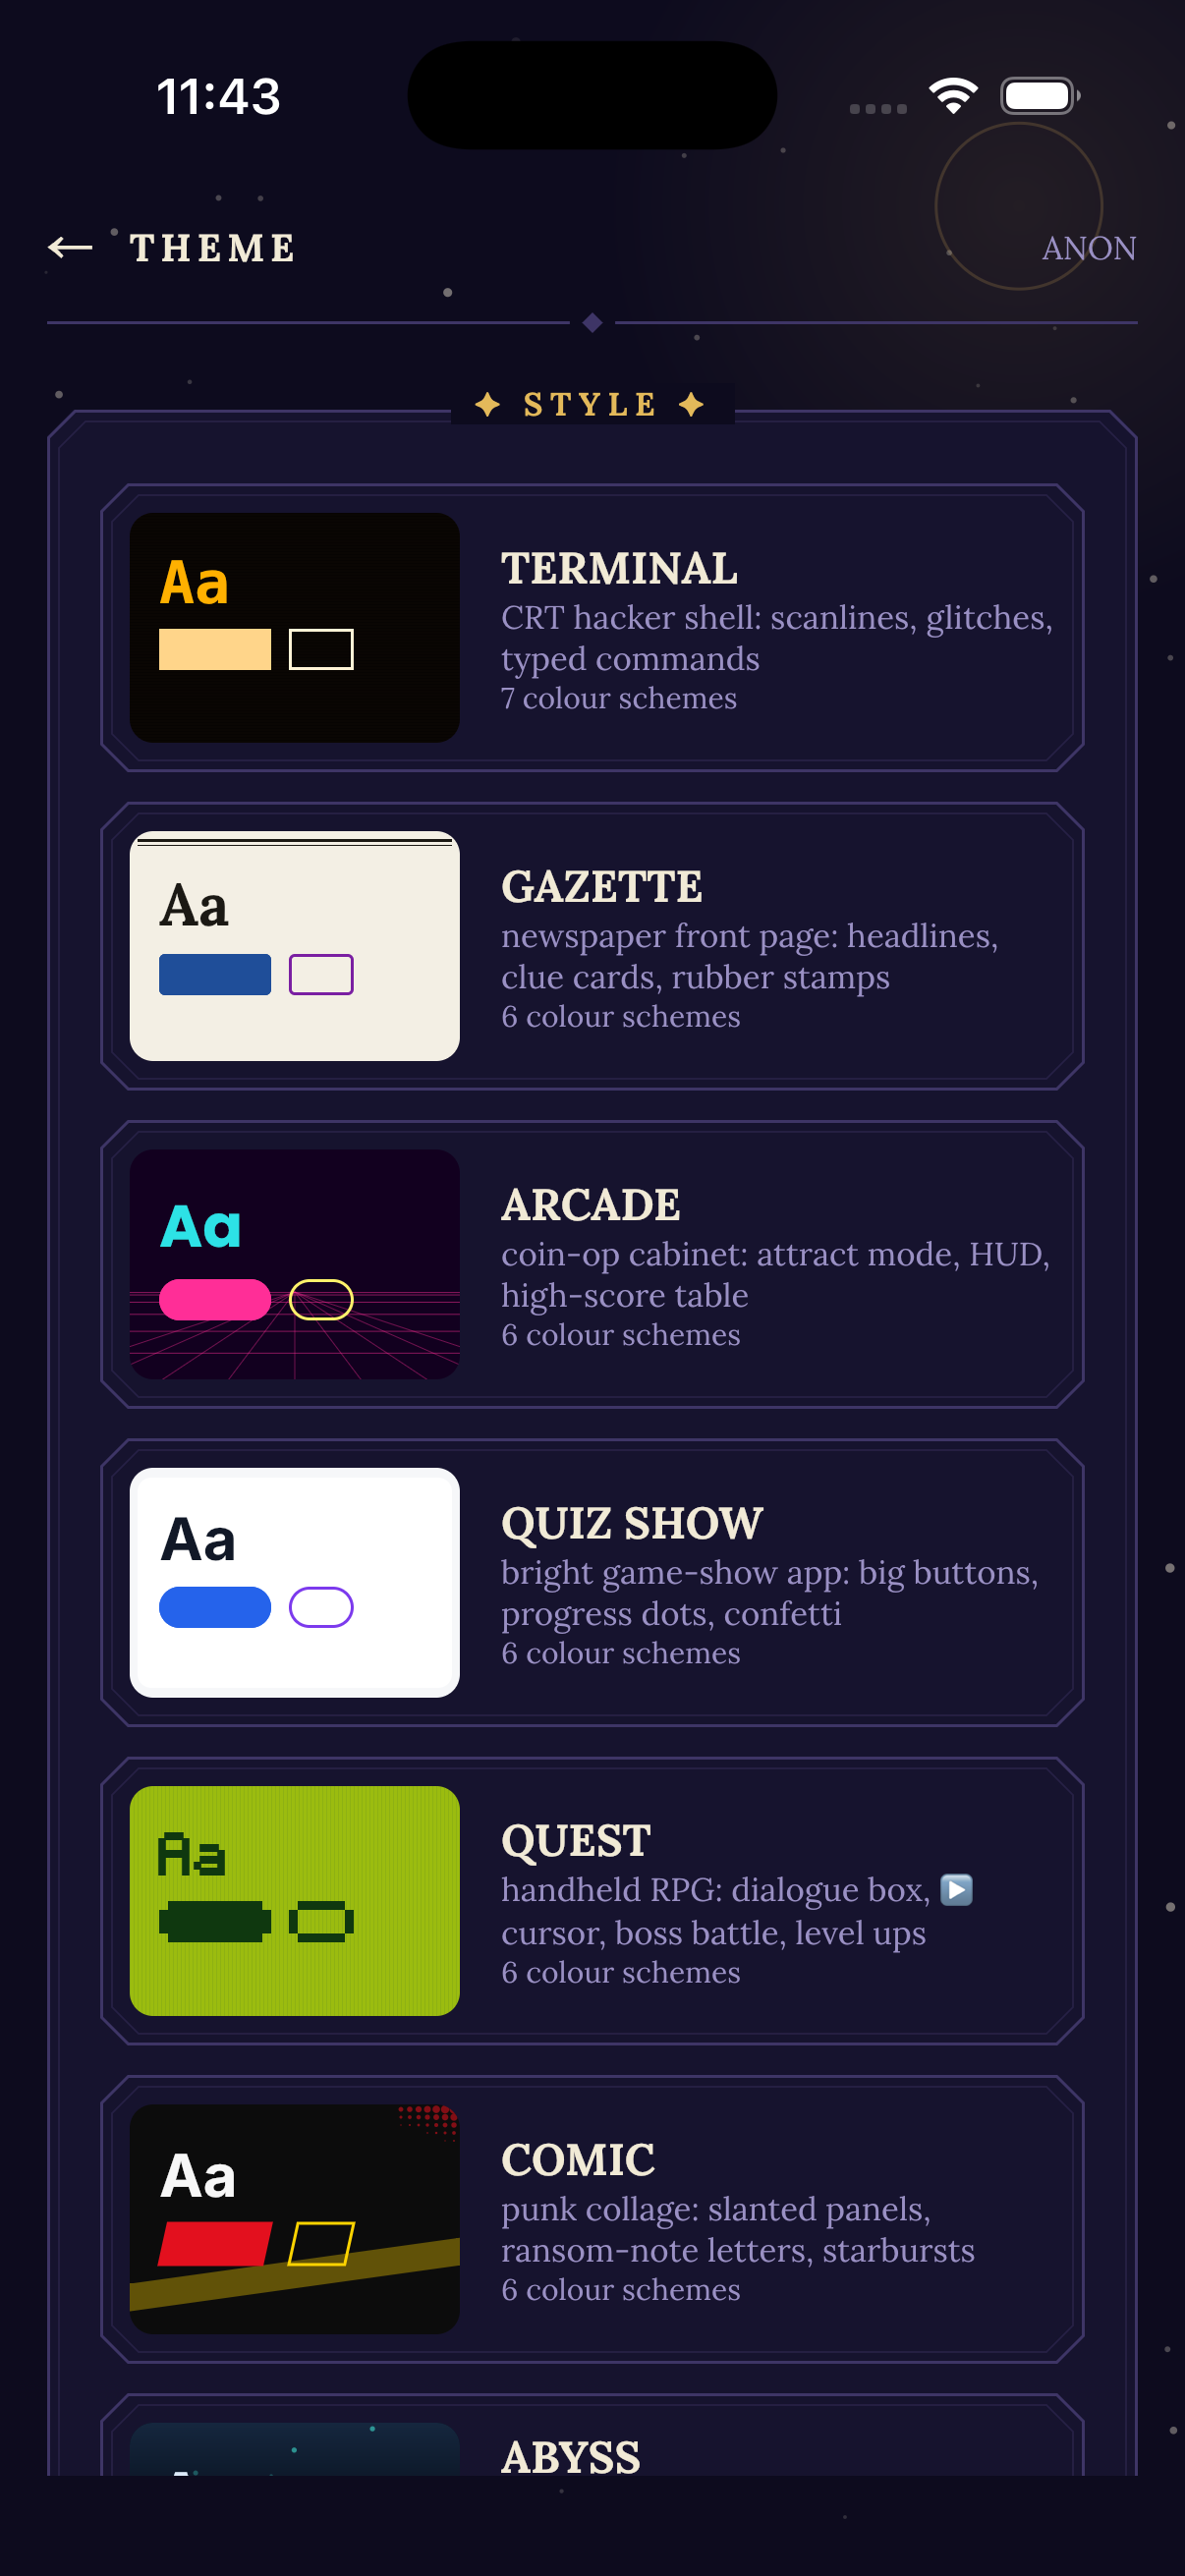 11:43
← THEME
ANON
✦ STYLE ✦
Aa
TERMINAL
CRT hacker shell: scanlines, glitches,
typed commands
7 colour schemes
Aa
GAZETTE
newspaper front page: headlines,
clue cards, rubber stamps
6 colour schemes
Aa
ARCADE
coin-op cabinet: attract mode, HUD,
high-score table
6 colour schemes
Aa
QUIZ SHOW
bright game-show app: big buttons,
progress dots, confetti
6 colour schemes
Aa
QUEST
handheld RPG: dialogue box, ▶️
cursor, boss battle, level ups
6 colour schemes
Aa
COMIC
punk collage: slanted panels,
ransom-note letters, starbursts
6 colour schemes
ABYSS